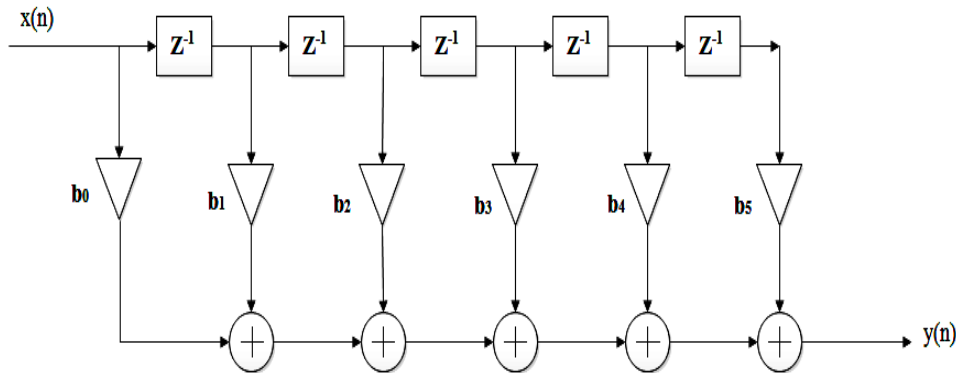 x(n)
Z⁻¹ Z⁻¹ Z⁻¹ Z⁻¹ Z⁻¹
b₀ b₁ b₂ b₃ b₄ b₅
+ + + + +
y(n)